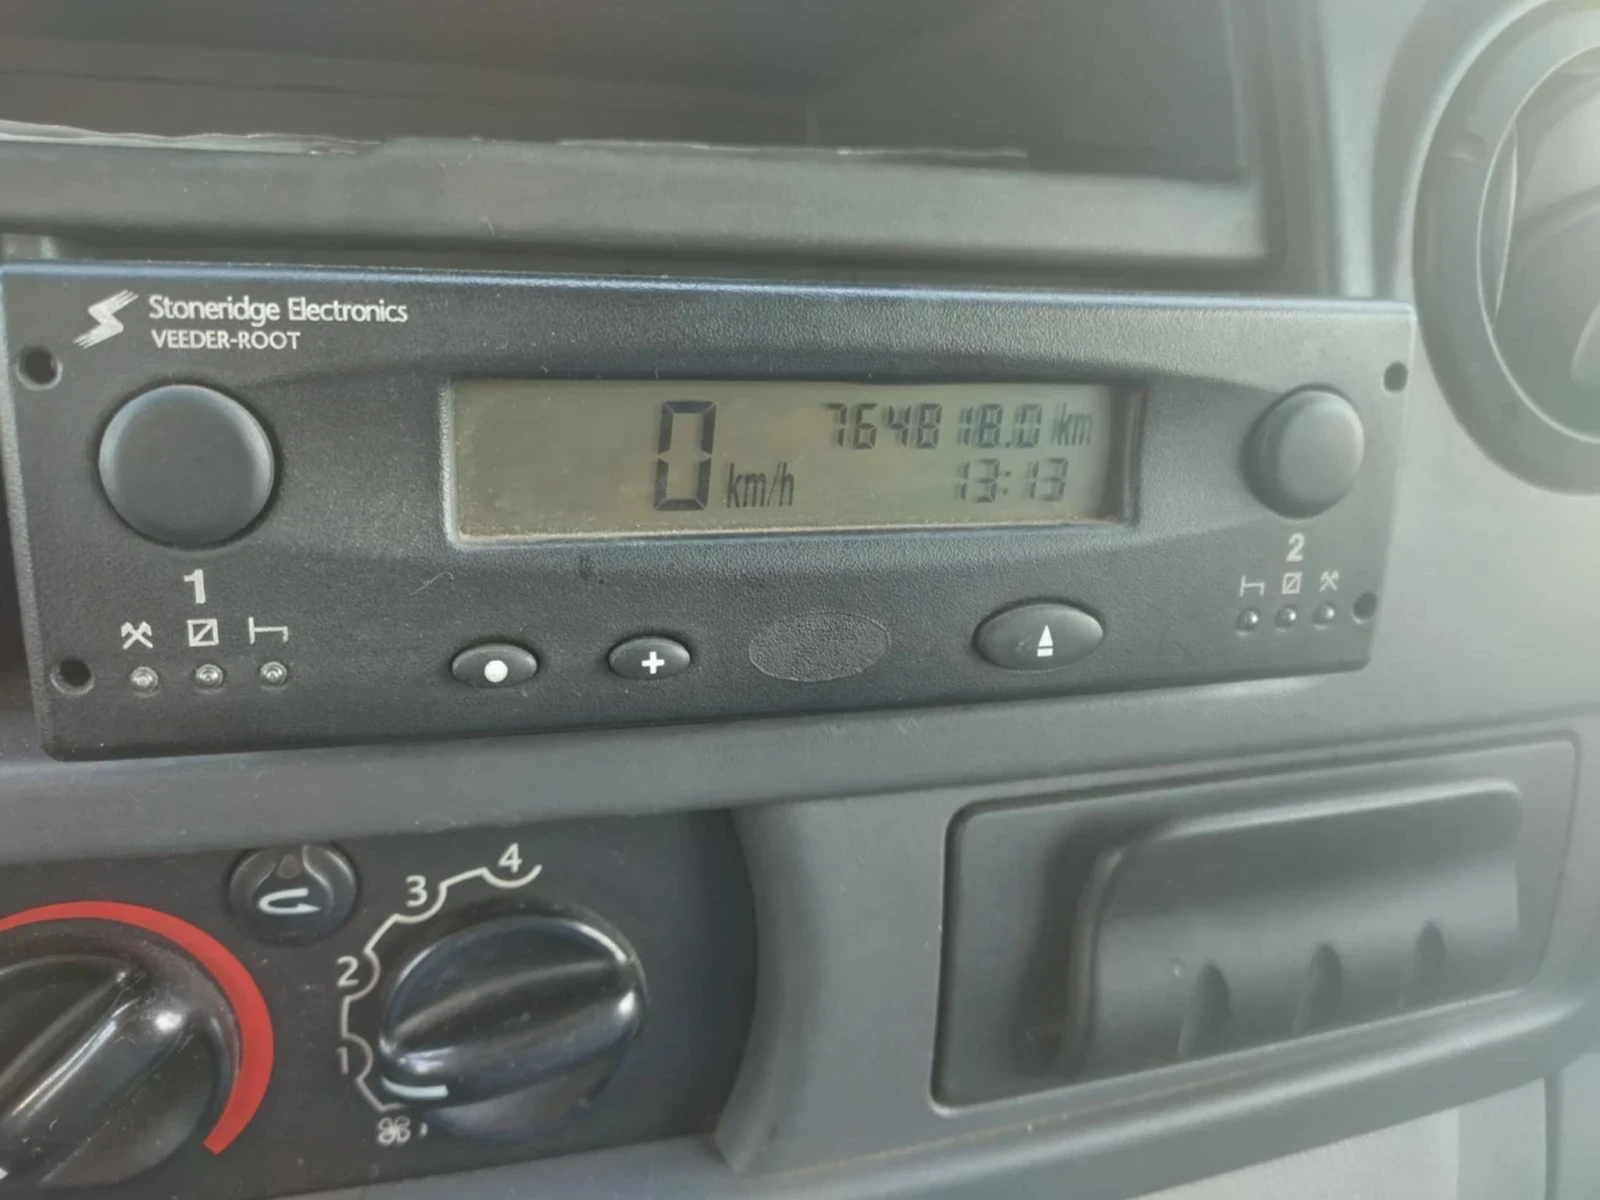 Stoneridge Electronics
VEEDER-ROOT
0 km/h
764818.0 km
13:13
1
2
+
4
3
2
1